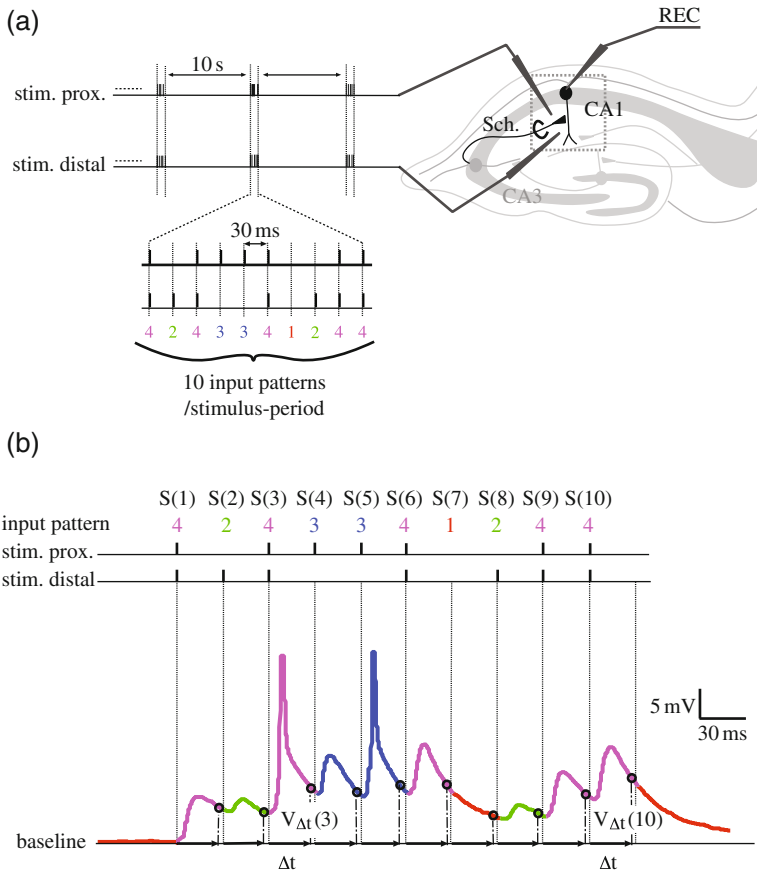 (a)
REC
10 s
stim. prox.
CA1
Sch.
stim. distal
CA3
30 ms
4 2 4 3 3 4 1 2 4 4
10 input patterns
/stimulus-period
(b)
S(1) S(2) S(3) S(4) S(5) S(6) S(7) S(8) S(9) S(10)
input pattern 4 2 4 3 3 4 1 2 4 4
stim. prox.
stim. distal
5 mV
30 ms
VΔt(3) VΔt(10)
baseline
Δt Δt